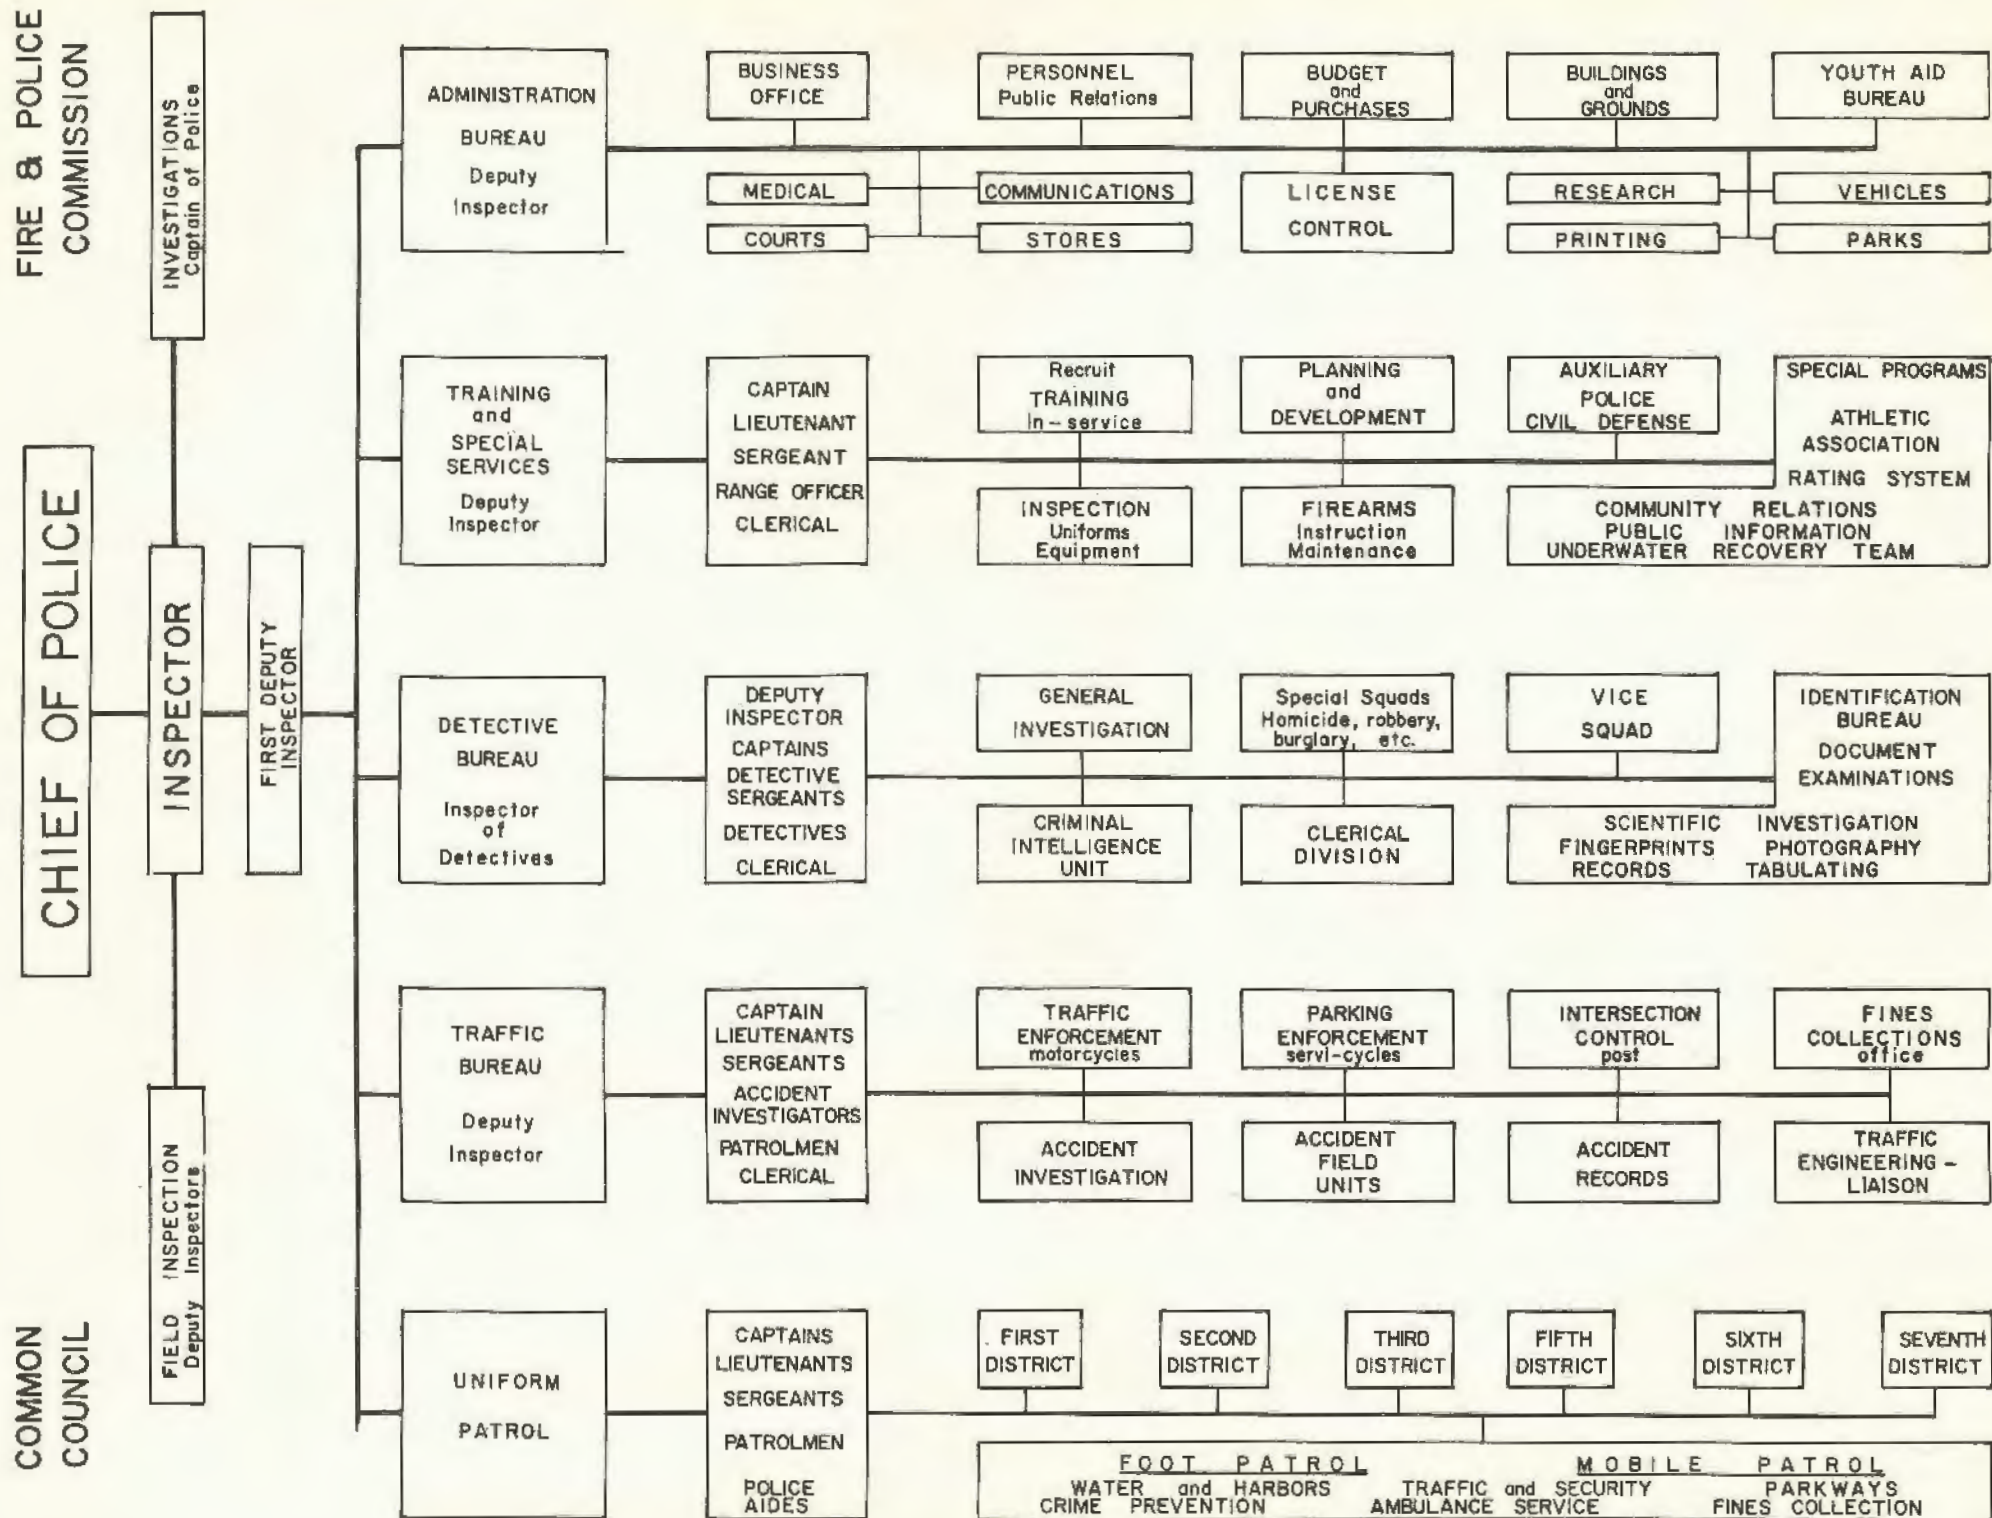 FIRE & POLICE
COMMISSION
COMMON
COUNCIL
CHIEF OF POLICE
INVESTIGATIONS
Captain of Police
INSPECTOR
FIELD INSPECTION
Deputy Inspectors
FIRST DEPUTY
INSPECTOR
ADMINISTRATION
BUREAU
Deputy
Inspector
BUSINESS
OFFICE
PERSONNEL
Public Relations
BUDGET
and
PURCHASES
BUILDINGS
and
GROUNDS
YOUTH AID
BUREAU
MEDICAL
COMMUNICATIONS
LICENSE
CONTROL
RESEARCH
VEHICLES
COURTS
STORES
PRINTING
PARKS
TRAINING
and
SPECIAL
SERVICES
Deputy
Inspector
CAPTAIN
LIEUTENANT
SERGEANT
RANGE OFFICER
CLERICAL
Recruit
TRAINING
In-service
PLANNING
and
DEVELOPMENT
AUXILIARY
POLICE
CIVIL DEFENSE
SPECIAL PROGRAMS
ATHLETIC
ASSOCIATION
RATING SYSTEM
COMMUNITY RELATIONS
PUBLIC INFORMATION
UNDERWATER RECOVERY TEAM
INSPECTION
Uniforms
Equipment
FIREARMS
Instruction
Maintenance
DETECTIVE
BUREAU
Inspector
of
Detectives
DEPUTY
INSPECTOR
CAPTAINS
DETECTIVE
SERGEANTS
DETECTIVES
CLERICAL
GENERAL
INVESTIGATION
Special Squads
Homicide, robbery,
burglary, etc.
VICE
SQUAD
IDENTIFICATION
BUREAU
DOCUMENT
EXAMINATIONS
SCIENTIFIC INVESTIGATION
FINGERPRINTS PHOTOGRAPHY
RECORDS TABULATING
CRIMINAL
INTELLIGENCE
UNIT
CLERICAL
DIVISION
TRAFFIC
BUREAU
Deputy
Inspector
CAPTAIN
LIEUTENANTS
SERGEANTS
ACCIDENT
INVESTIGATORS
PATROLMEN
CLERICAL
TRAFFIC
ENFORCEMENT
motorcycles
PARKING
ENFORCEMENT
servi-cycles
INTERSECTION
CONTROL
post
FINES
COLLECTIONS
office
ACCIDENT
INVESTIGATION
ACCIDENT
FIELD
UNITS
ACCIDENT
RECORDS
TRAFFIC
ENGINEERING -
LIAISON
UNIFORM
PATROL
CAPTAINS
LIEUTENANTS
SERGEANTS
PATROLMEN
POLICE
AIDES
FIRST
DISTRICT
SECOND
DISTRICT
THIRD
DISTRICT
FIFTH
DISTRICT
SIXTH
DISTRICT
SEVENTH
DISTRICT
FOOT PATROL MOBILE PATROL
WATER and HARBORS TRAFFIC and SECURITY PARKWAYS
CRIME PREVENTION AMBULANCE SERVICE FINES COLLECTION